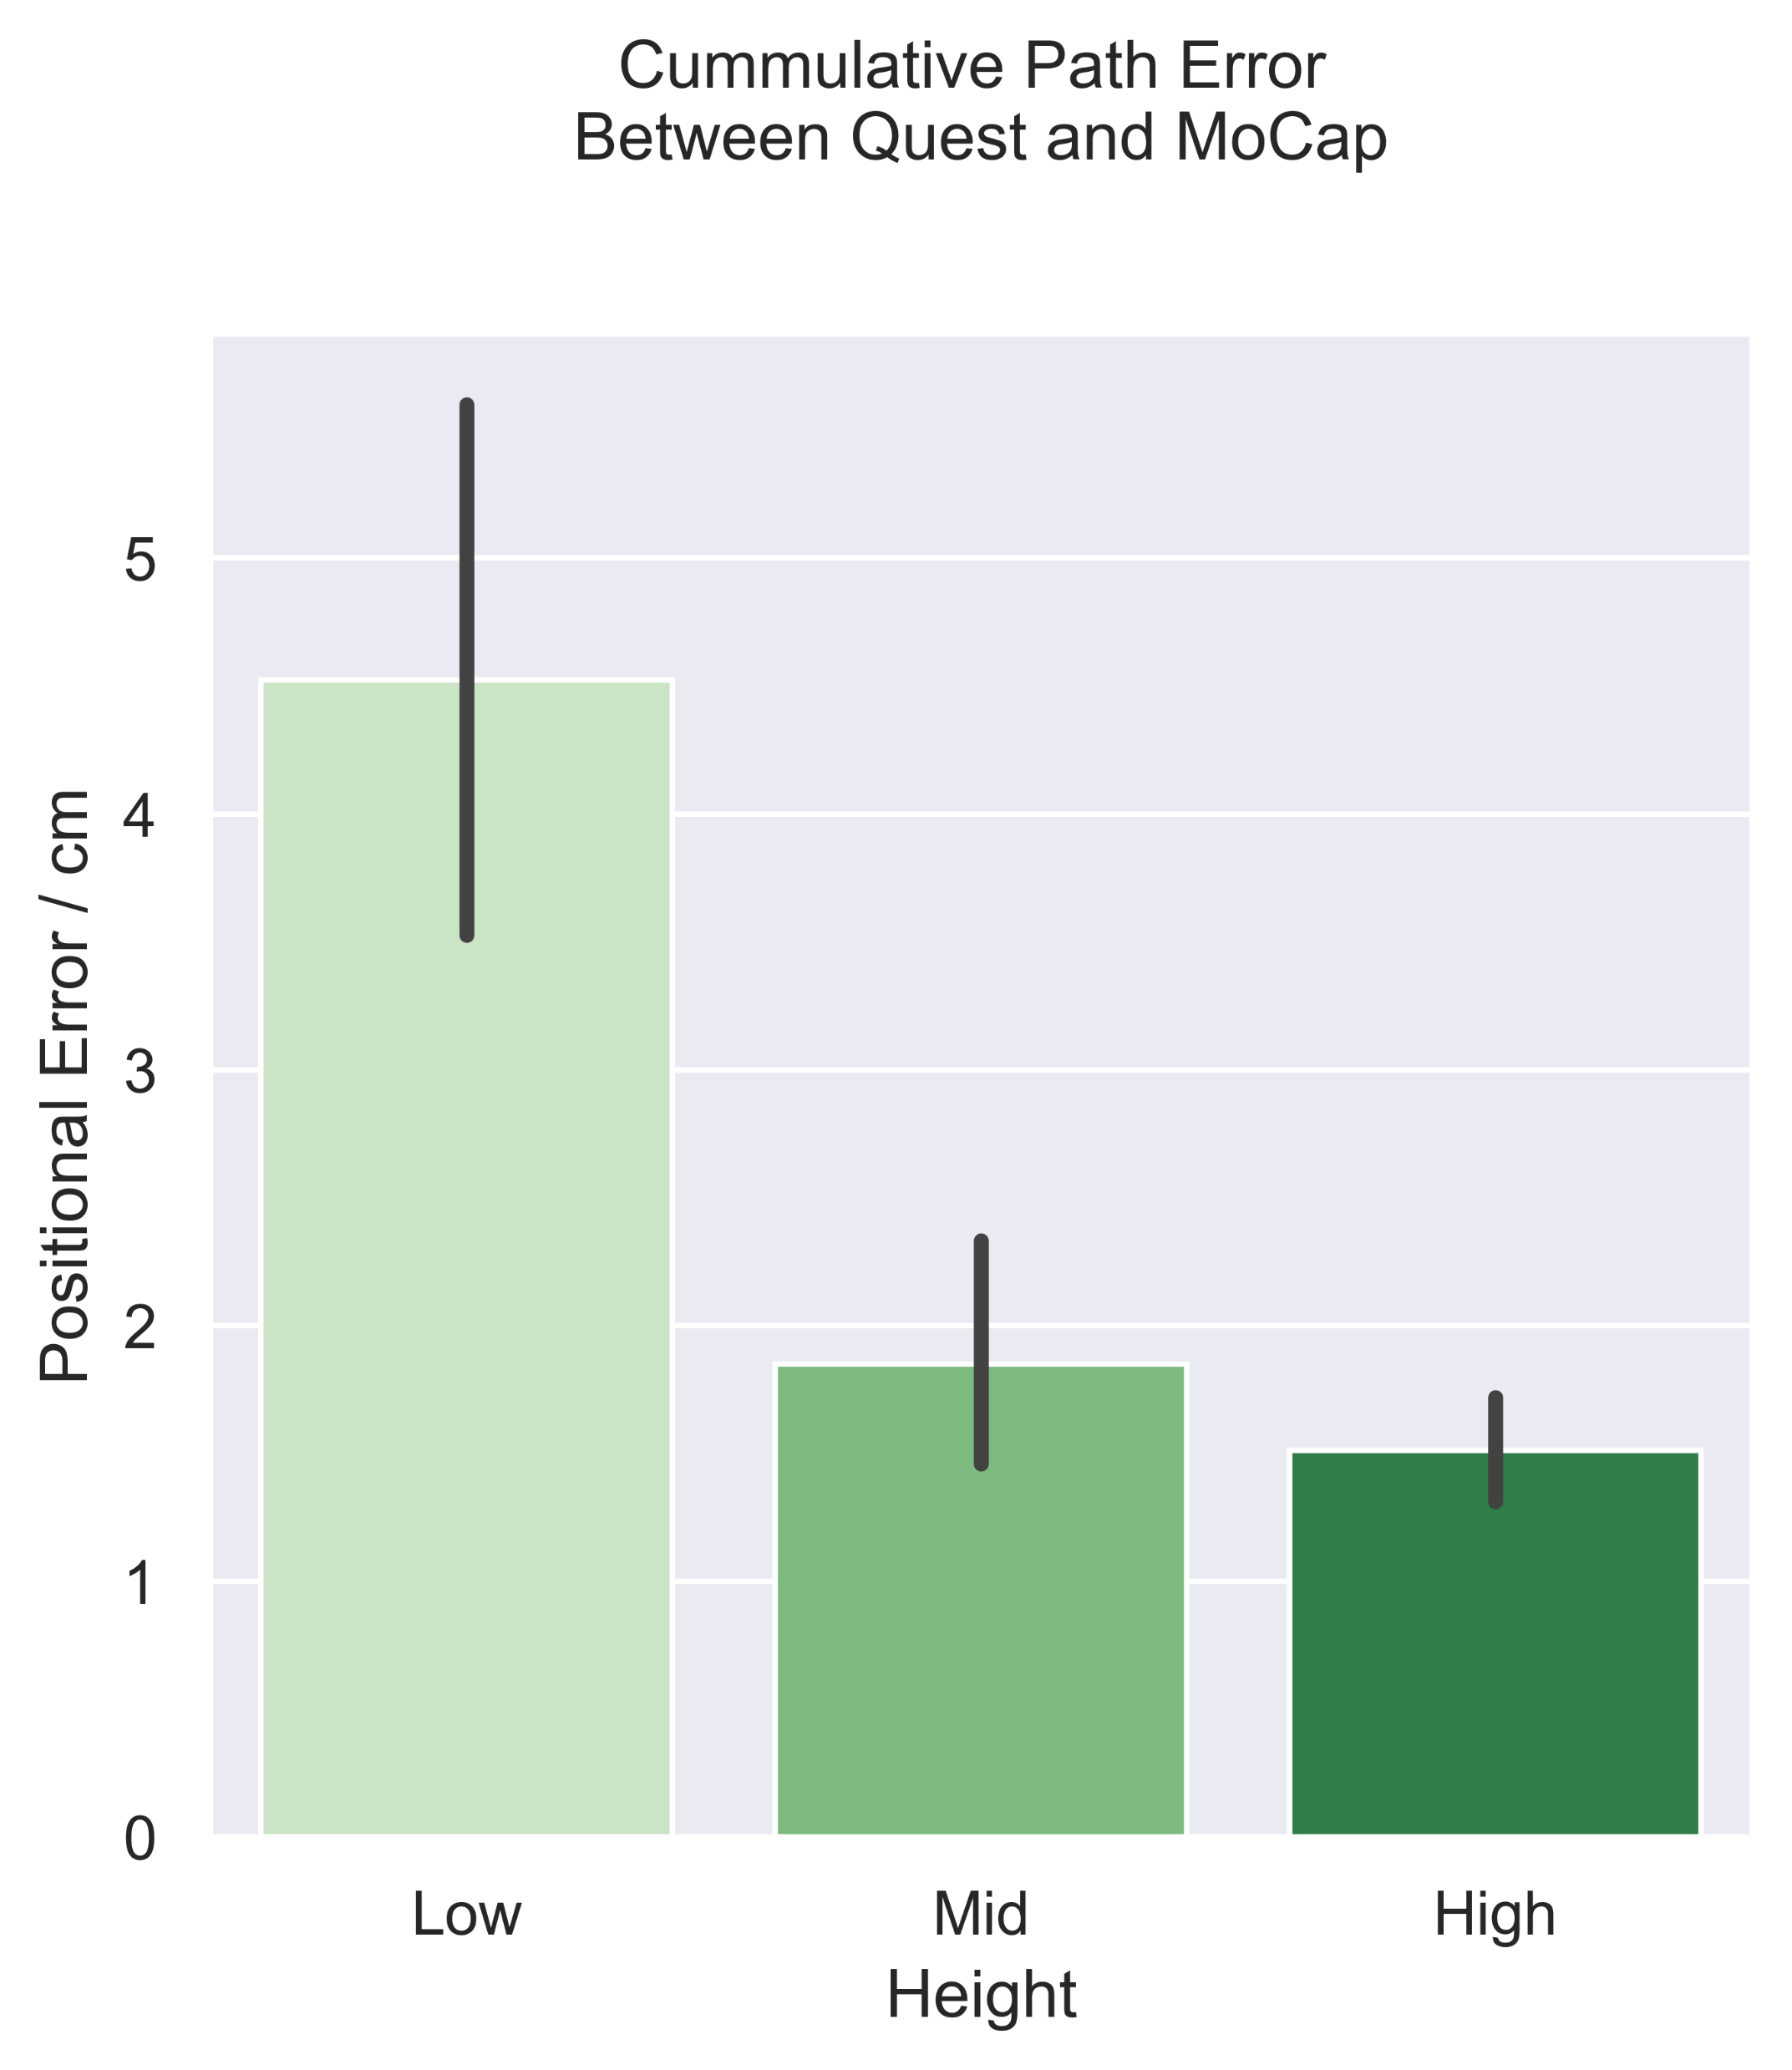 Cummulative Path Error
Between Quest and MoCap
Positional Error / cm
5
4
3
2
1
0
Low Mid High
Height